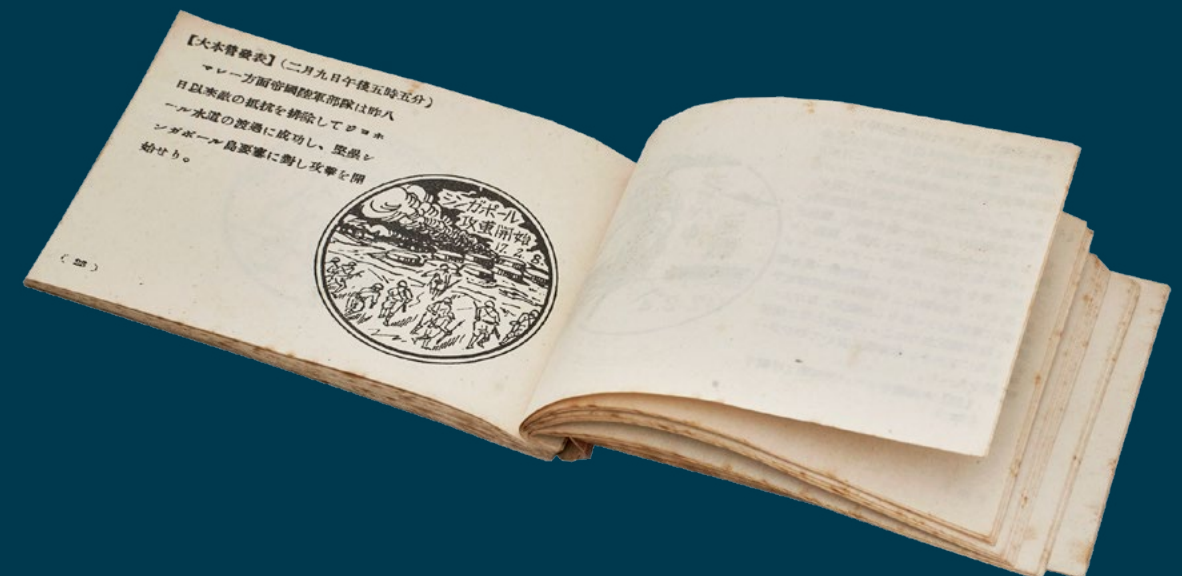 【大本營發表】(二月九日午後五時五分)
マレー方面帝國陸軍部隊は昨八
日以來敵の抵抗を排除してジョホ
ール水道の渡過に成功し、堅壘シ
ンガポール島要塞に對し攻擊を開
始せり。
シンガポール
攻畧開始
17.2.8.